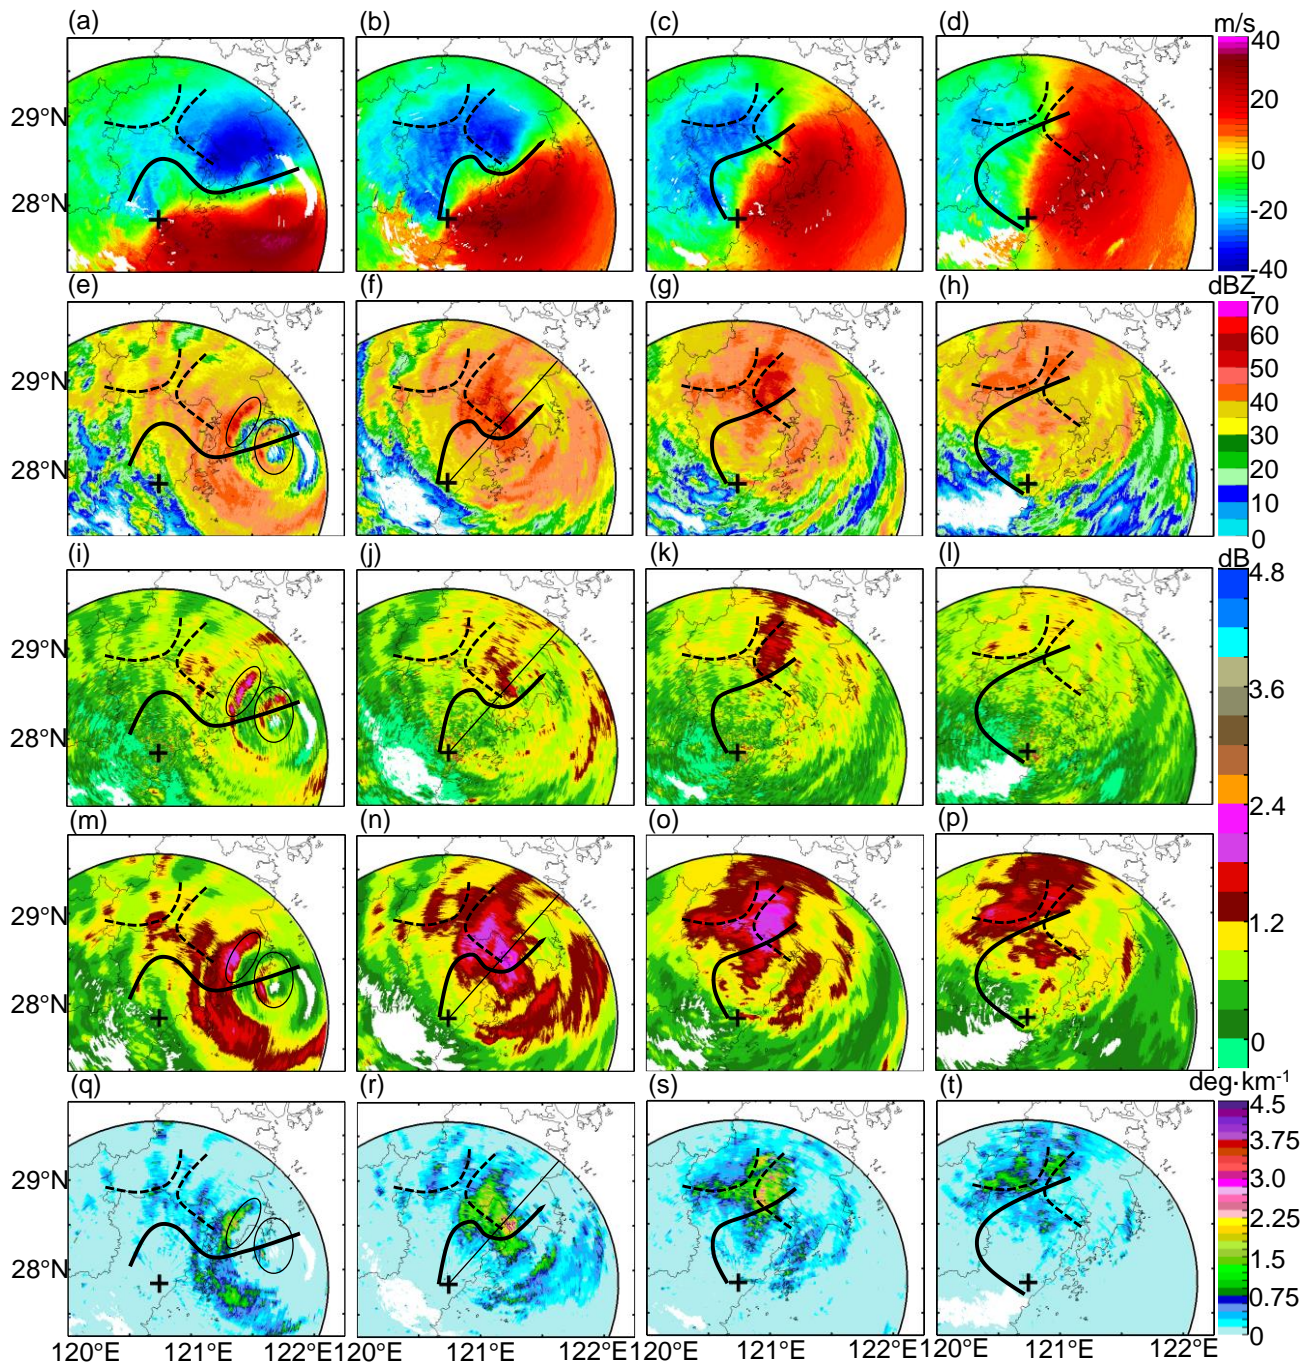 (a) (b) (c) (d) m/s
40
29°N 20
0
28°N -20
-40
(e) (f) (g) (h) dBZ
70
60
29°N 50
40
30
28°N 20
10
0
(i) (j) (k) (l) dB
4.8
29°N
3.6
28°N
2.4
(m) (n) (o) (p)
29°N 1.2
28°N
0
(q) (r) (s) (t) deg·km⁻¹
4.5
3.75
29°N 3.0
2.25
1.5
28°N 0.75
0
120°E 121°E 122°E 120°E 121°E 122°E 120°E 121°E 122°E 120°E 121°E 122°E